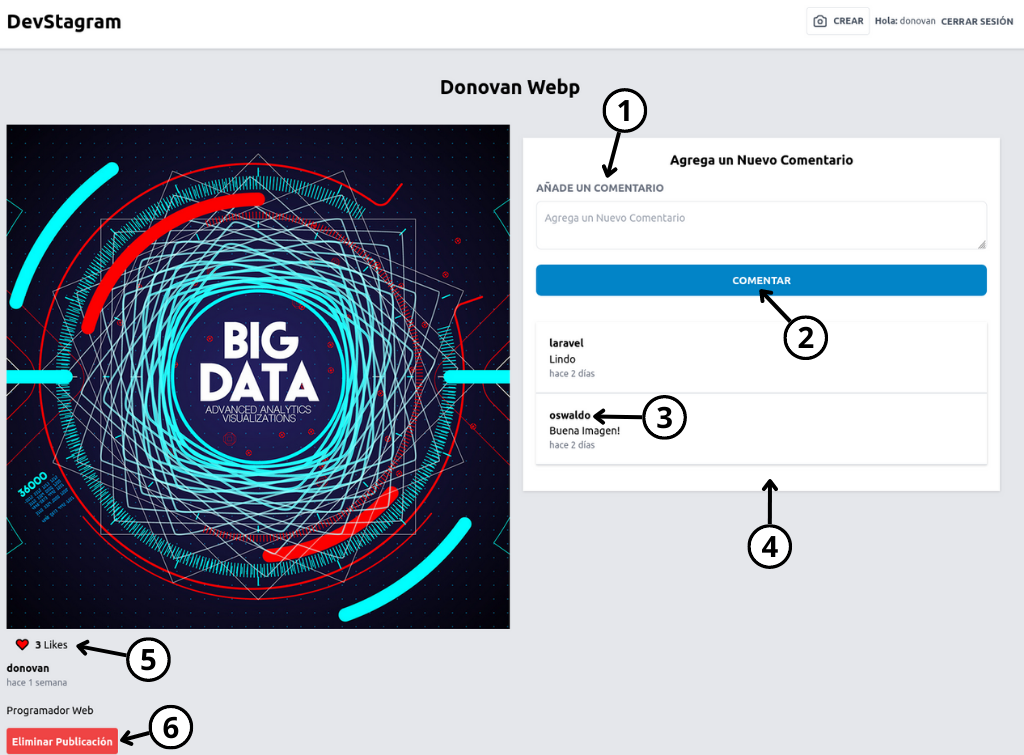 DevStagram
CREAR
Hola: donovan
CERRAR SESIÓN
Donovan Webp
1
Agrega un Nuevo Comentario
AÑADE UN COMENTARIO
Agrega un Nuevo Comentario
COMENTAR
2
laravel
Lindo
hace 2 días
oswaldo
3
Buena Imagen!
hace 2 días
4
BIG
DATA
ADVANCED ANALYTICS
VISUALIZATIONS
36000
3 Likes
5
donovan
hace 1 semana
Programador Web
Eliminar Publicación
6